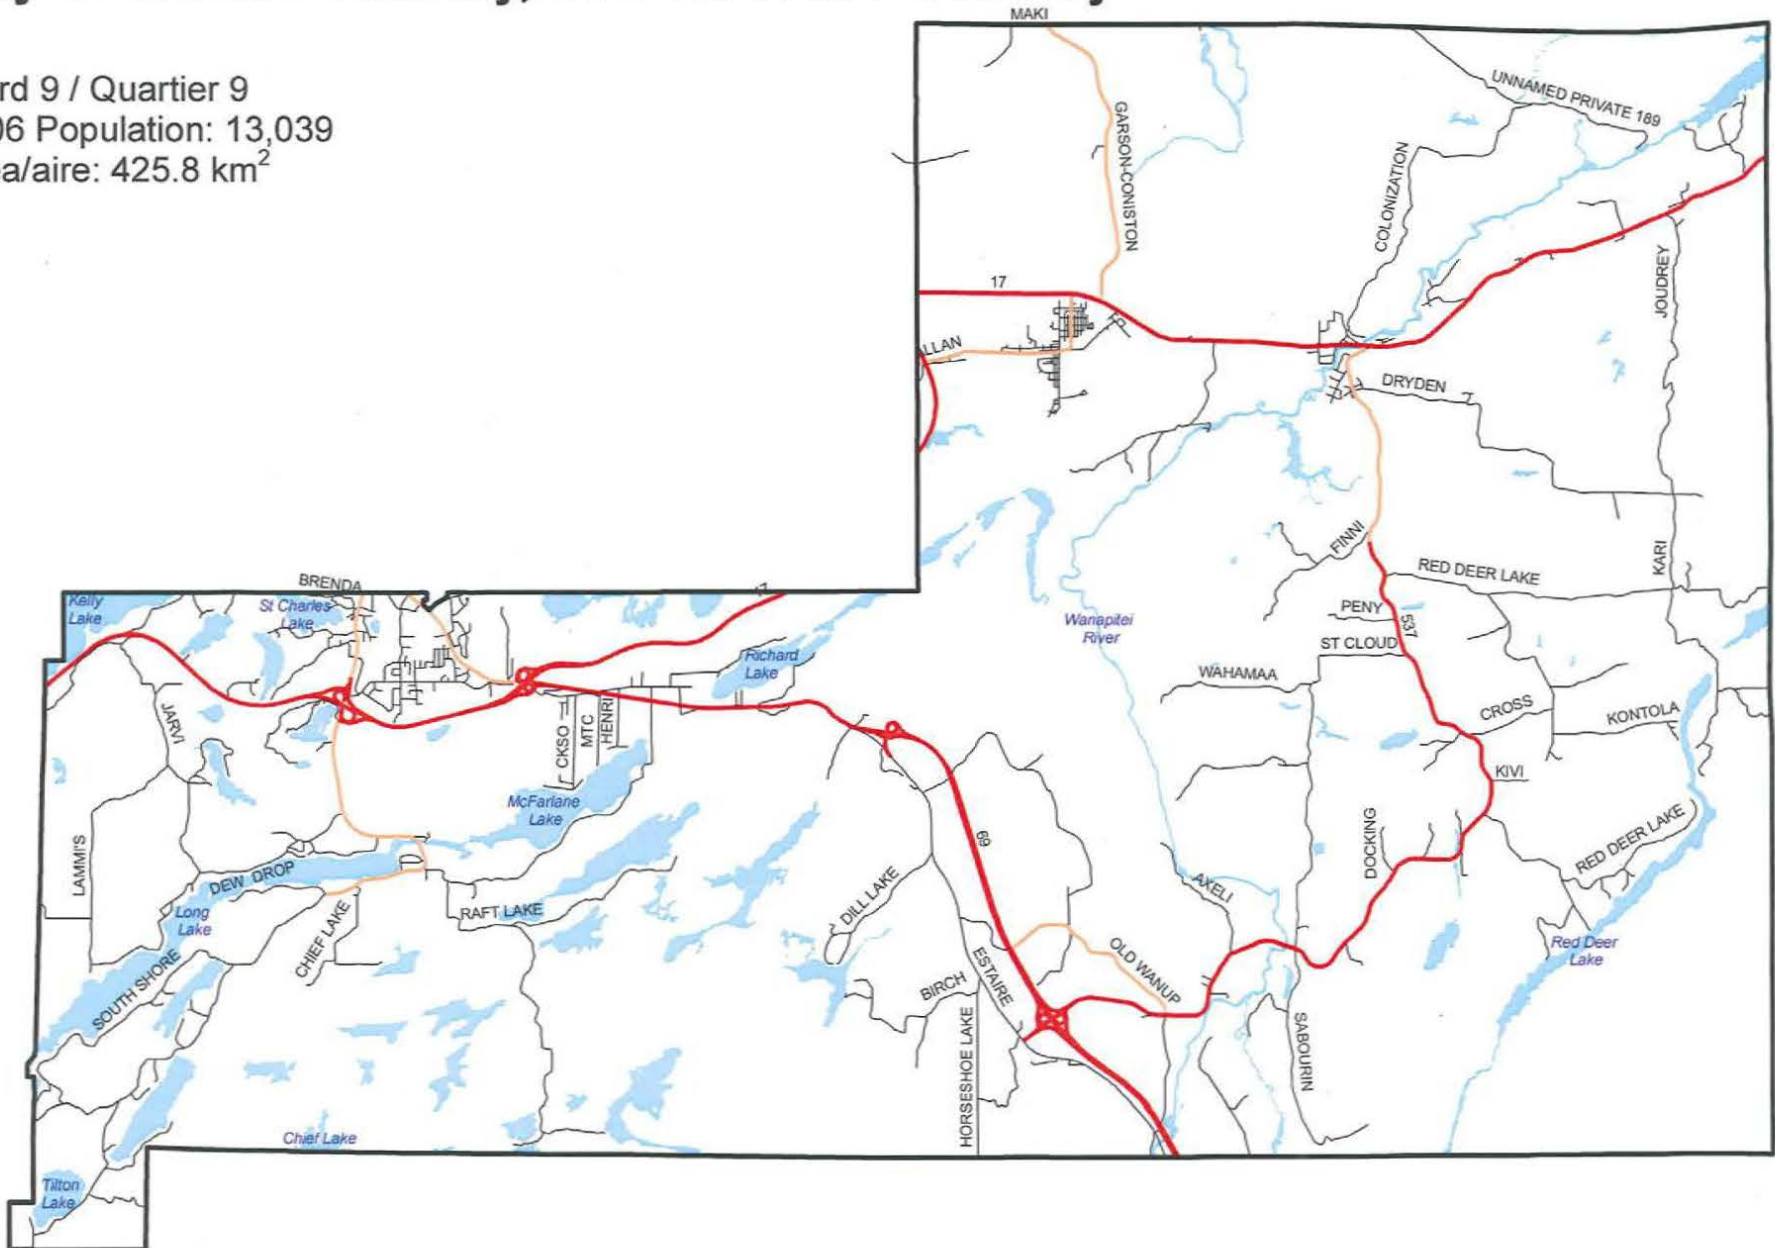 MAKI
rd 9 / Quartier 9
06 Population: 13,039
a/aire: 425.8 km²
UNNAMED PRIVATE 189
GARSON-CONISTON
COLONIZATION
JOUDREY
17
LLAN
DRYDEN
FINNI
KARI
RED DEER LAKE
BRENDA
17
Kelly
Lake
St Charles
Lake
PENY
537
Wanapitei
River
ST CLOUD
Richard
Lake
WAHAMAA
JARVI
CROSS
KONTOLA
CKSO
MTC
HENRI
KIVI
McFarlane
Lake
69
DOCKING
RED DEER LAKE
LAMMI'S
DEW DROP
DILL LAKE
AXELI
Long
Lake
RAFT LAKE
CHIEF LAKE
OLD WANUP
Red Deer
Lake
SOUTH SHORE
BIRCH
ESTAIRE
HORSESHOE LAKE
SABOURIN
Chief Lake
Tilton
Lake